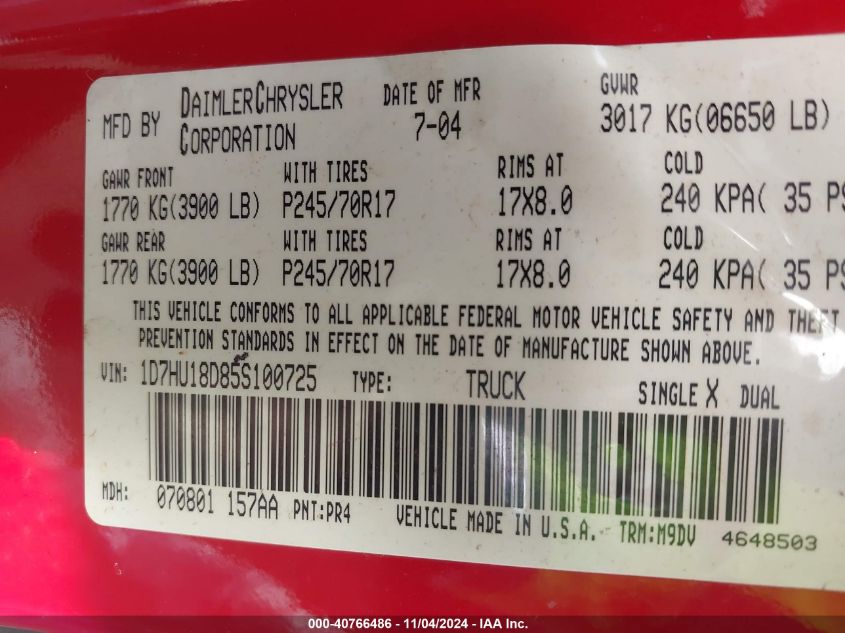 MFD BY DAIMLERCHRYSLER CORPORATION DATE OF MFR 7-04 GVWR 3017 KG(06650 LB)
GAWR FRONT WITH TIRES RIMS AT COLD
1770 KG(3900 LB) P245/70R17 17X8.0 240 KPA( 35 PS
GAWR REAR WITH TIRES RIMS AT COLD
1770 KG(3900 LB) P245/70R17 17X8.0 240 KPA( 35 PS
THIS VEHICLE CONFORMS TO ALL APPLICABLE FEDERAL MOTOR VEHICLE SAFETY AND THEFT
PREVENTION STANDARDS IN EFFECT ON THE DATE OF MANUFACTURE SHOWN ABOVE.
VIN: 1D7HU18D85S100725 TYPE: TRUCK SINGLE X DUAL
MDH: 070801 157AA PNT:PR4 VEHICLE MADE IN U.S.A. TRM:M9DV 4648503
000-40766486 - 11/04/2024 - IAA Inc.